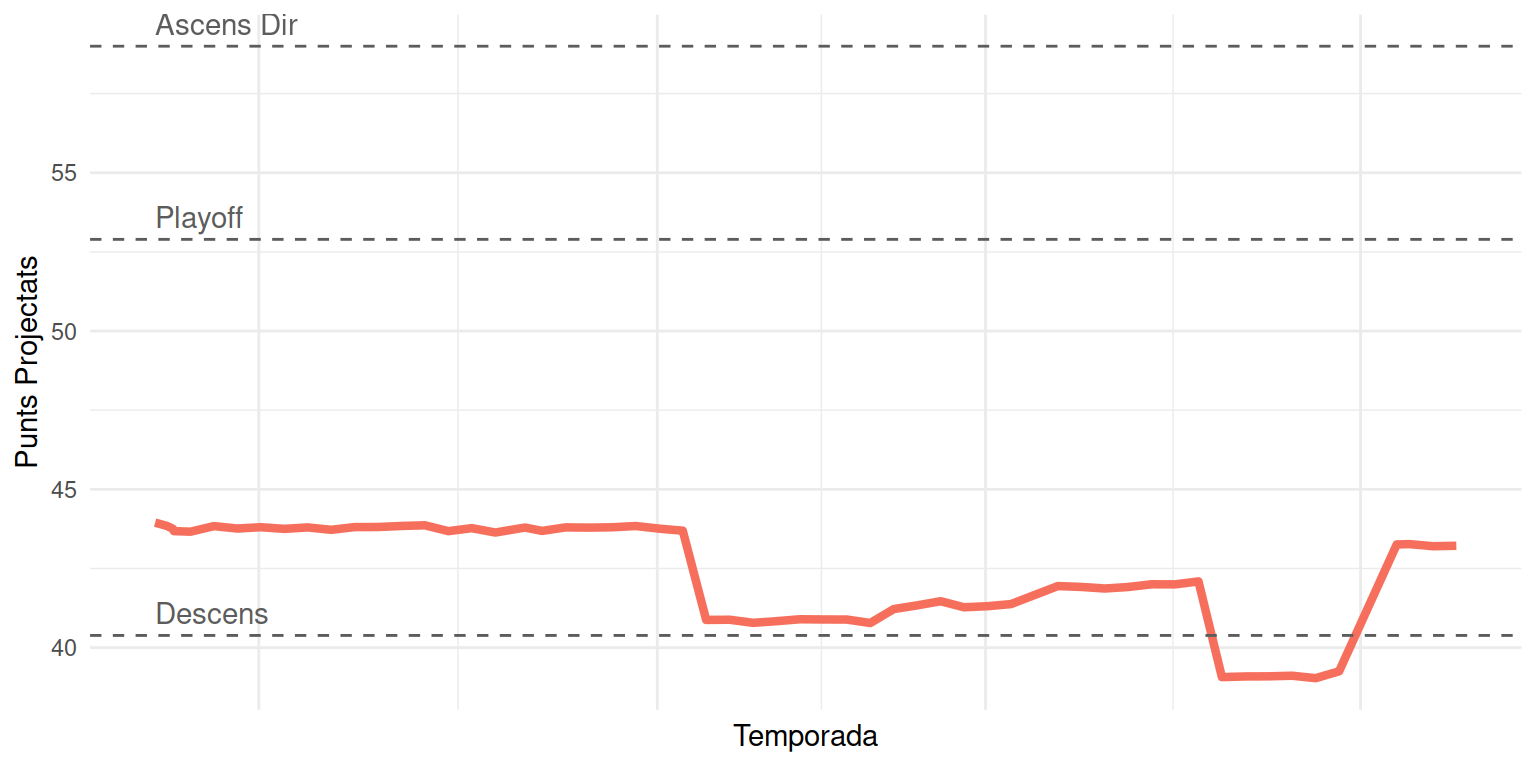 Ascens Dir
55
Playoff
50
45
Descens
40
Punts Projectats
Temporada